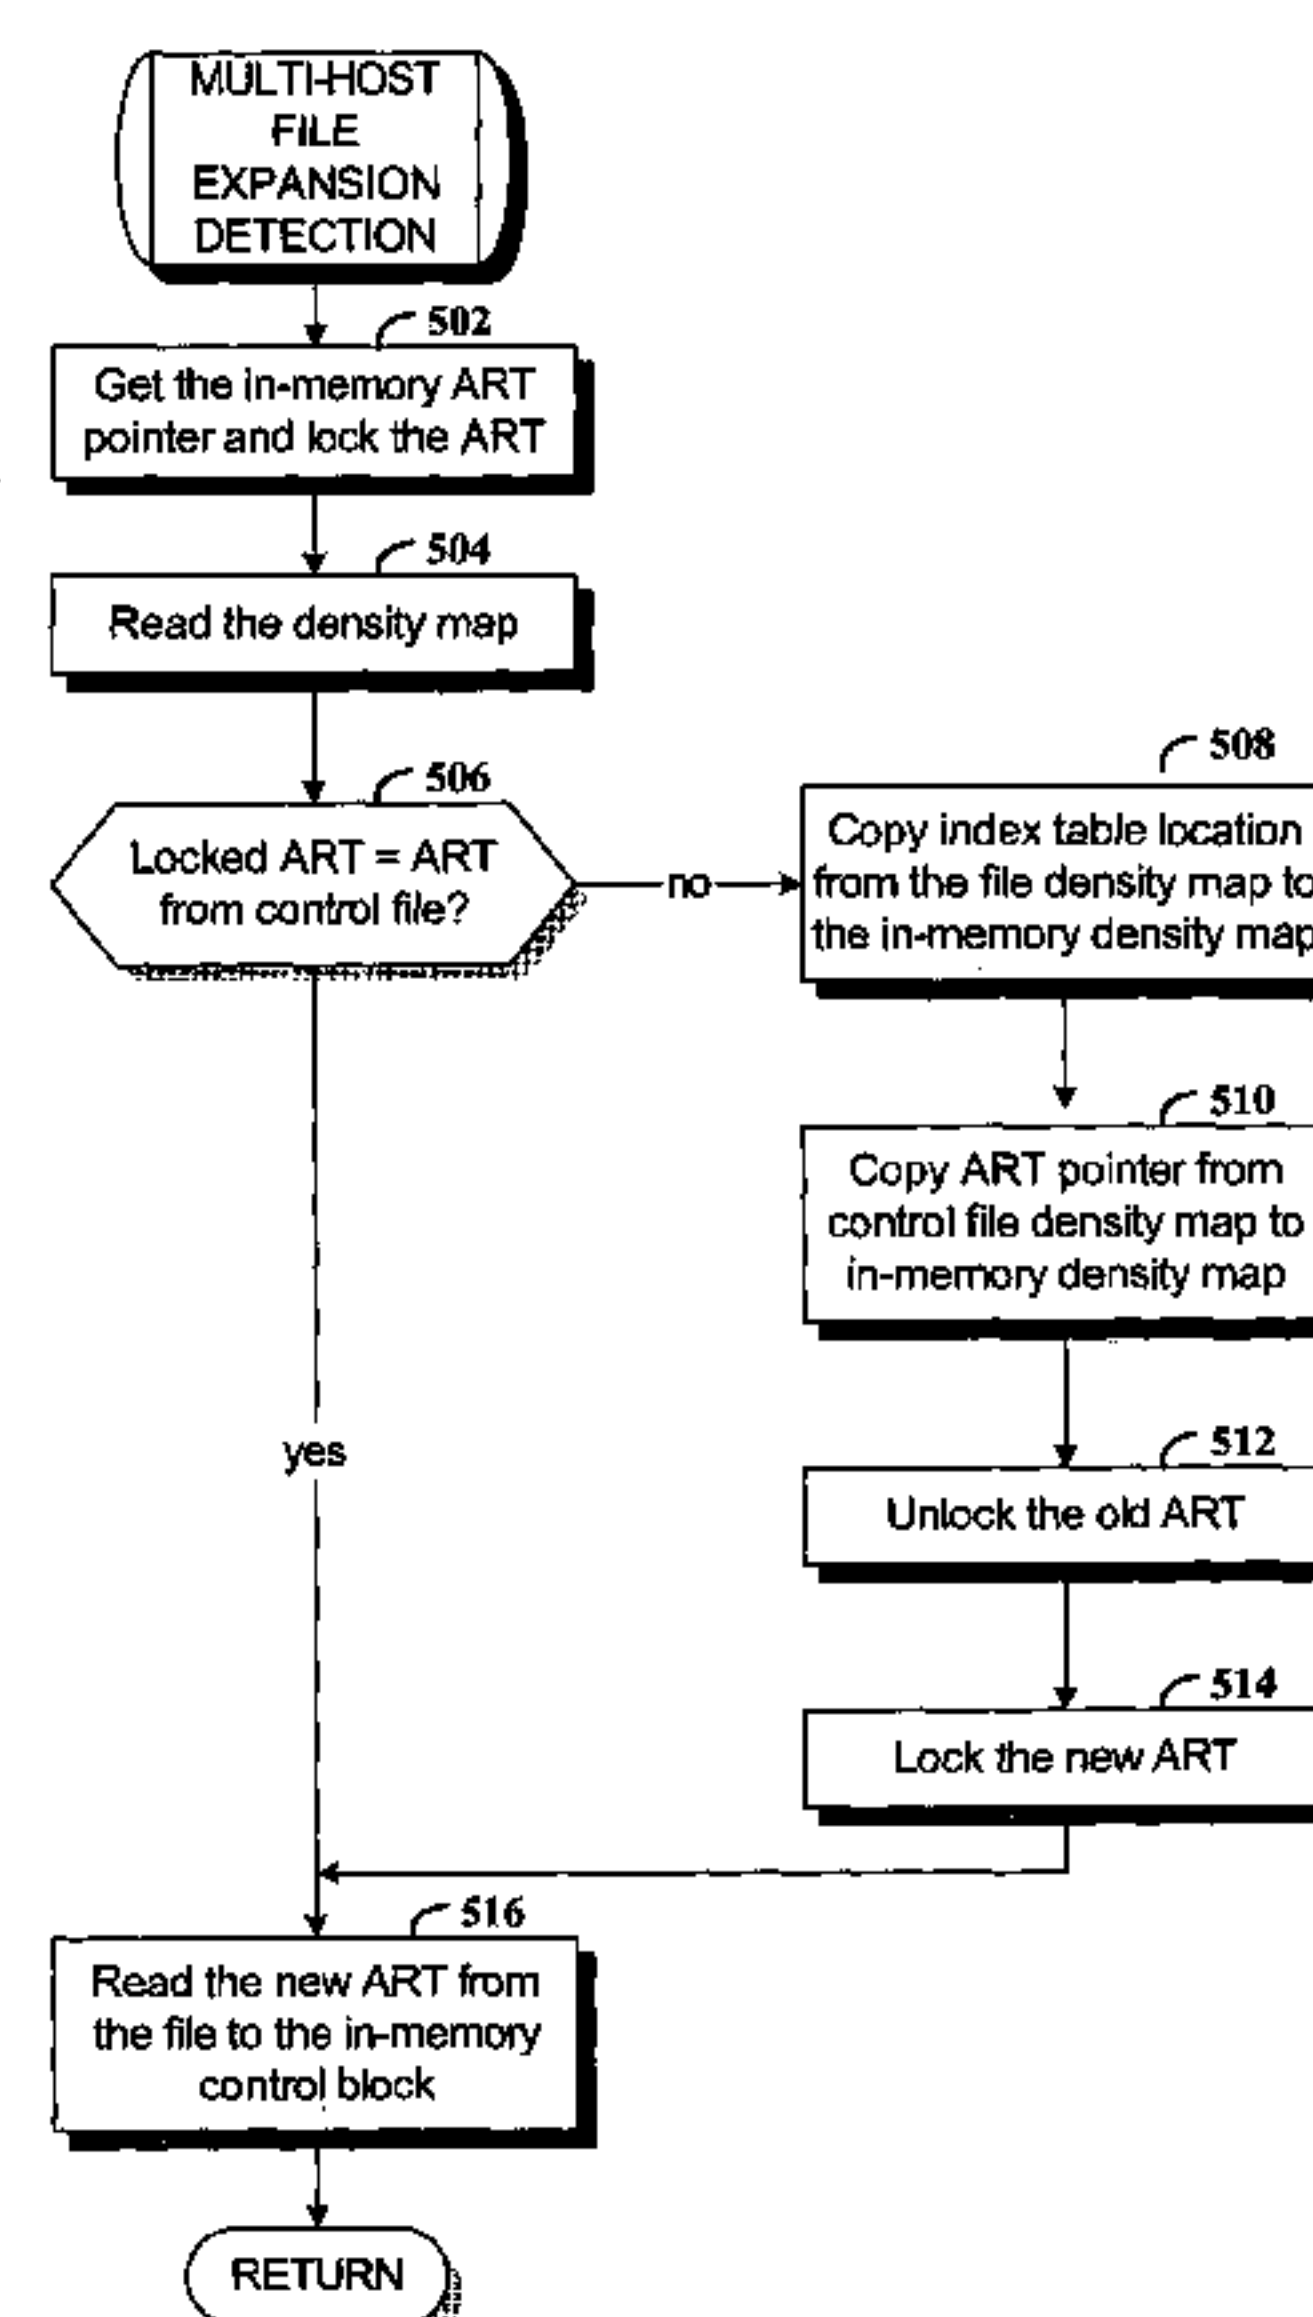 MULTI-HOST
FILE
EXPANSION
DETECTION
502
Get the in-memory ART
pointer and lock the ART
504
Read the density map
506
Locked ART = ART
from control file?
no
508
Copy index table location
from the file density map to
the in-memory density map
510
Copy ART pointer from
control file density map to
in-memory density map
512
Unlock the old ART
514
Lock the new ART
yes
516
Read the new ART from
the file to the in-memory
control block
RETURN